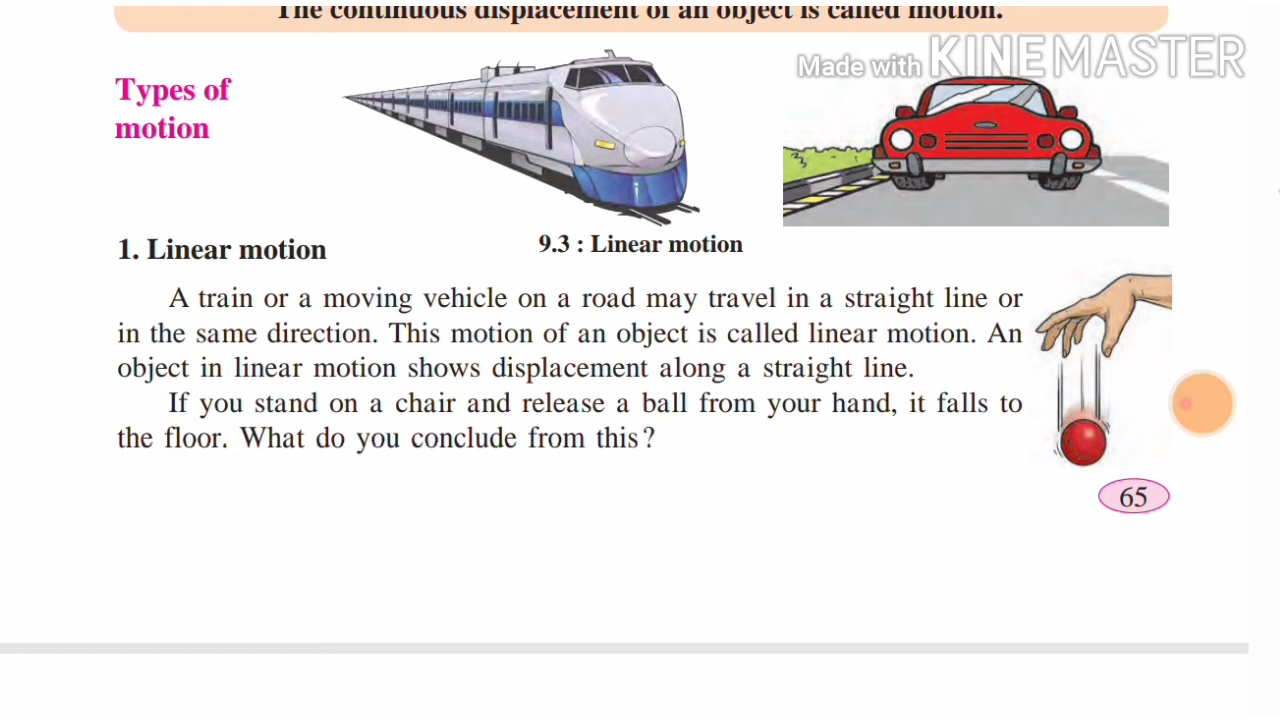 The continuous displacement of an object is called motion.
Made with KINEMASTER
Types of
motion
9.3 : Linear motion
1. Linear motion
A train or a moving vehicle on a road may travel in a straight line or
in the same direction. This motion of an object is called linear motion. An
object in linear motion shows displacement along a straight line.
If you stand on a chair and release a ball from your hand, it falls to
the floor. What do you conclude from this?
65